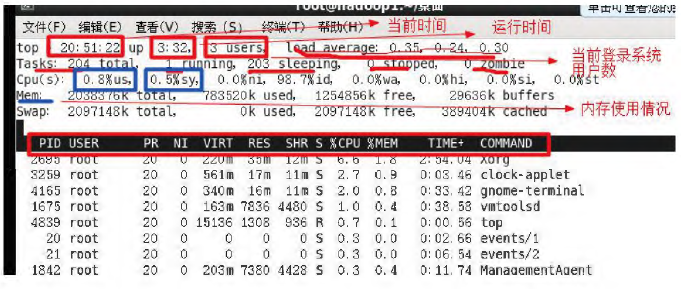 root@hadoop1:~/桌面
单击可查看您的
文件(F) 编辑(E) 查看(V) 搜索(S) 终端(T) 帮助(H)
当前时间
运行时间
top 20:51:22 up 3:32, 3 users, load average: 0.35, 0.24, 0.30
Tasks: 204 total, 1 running, 203 sleeping, 0 stopped, 0 zombie
当前登录系统
用户数
Cpu(s): 0.8%us, 0.5%sy, 0.0%ni, 98.7%id, 0.0%wa, 0.0%hi, 0.0%si, 0.0%st
Mem: 2038376k total, 783520k used, 1254856k free, 29636k buffers
内存使用情况
Swap: 2097148k total, 0k used, 2097148k free, 389404k cached
PID USER PR NI VIRT RES SHR S %CPU %MEM TIME+ COMMAND
2695 root 20 0 220m 35m 12m S 6.6 1.8 2:54.04 Xorg
3259 root 20 0 561m 17m 11m S 2.7 0.9 0:03.46 clock-applet
4165 root 20 0 340m 16m 11m S 2.0 0.8 0:33.42 gnome-terminal
1675 root 20 0 163m 7836 4480 S 1.0 0.4 0:38.53 vmtoolsd
4839 root 20 0 15136 1308 936 R 0.7 0.1 0:00.56 top
20 root 20 0 0 0 0 S 0.3 0.0 0:02.66 events/1
21 root 20 0 0 0 0 S 0.3 0.0 0:06.54 events/2
1842 root 20 0 203m 7380 4428 S 0.3 0.4 0:11.74 ManagementAgent